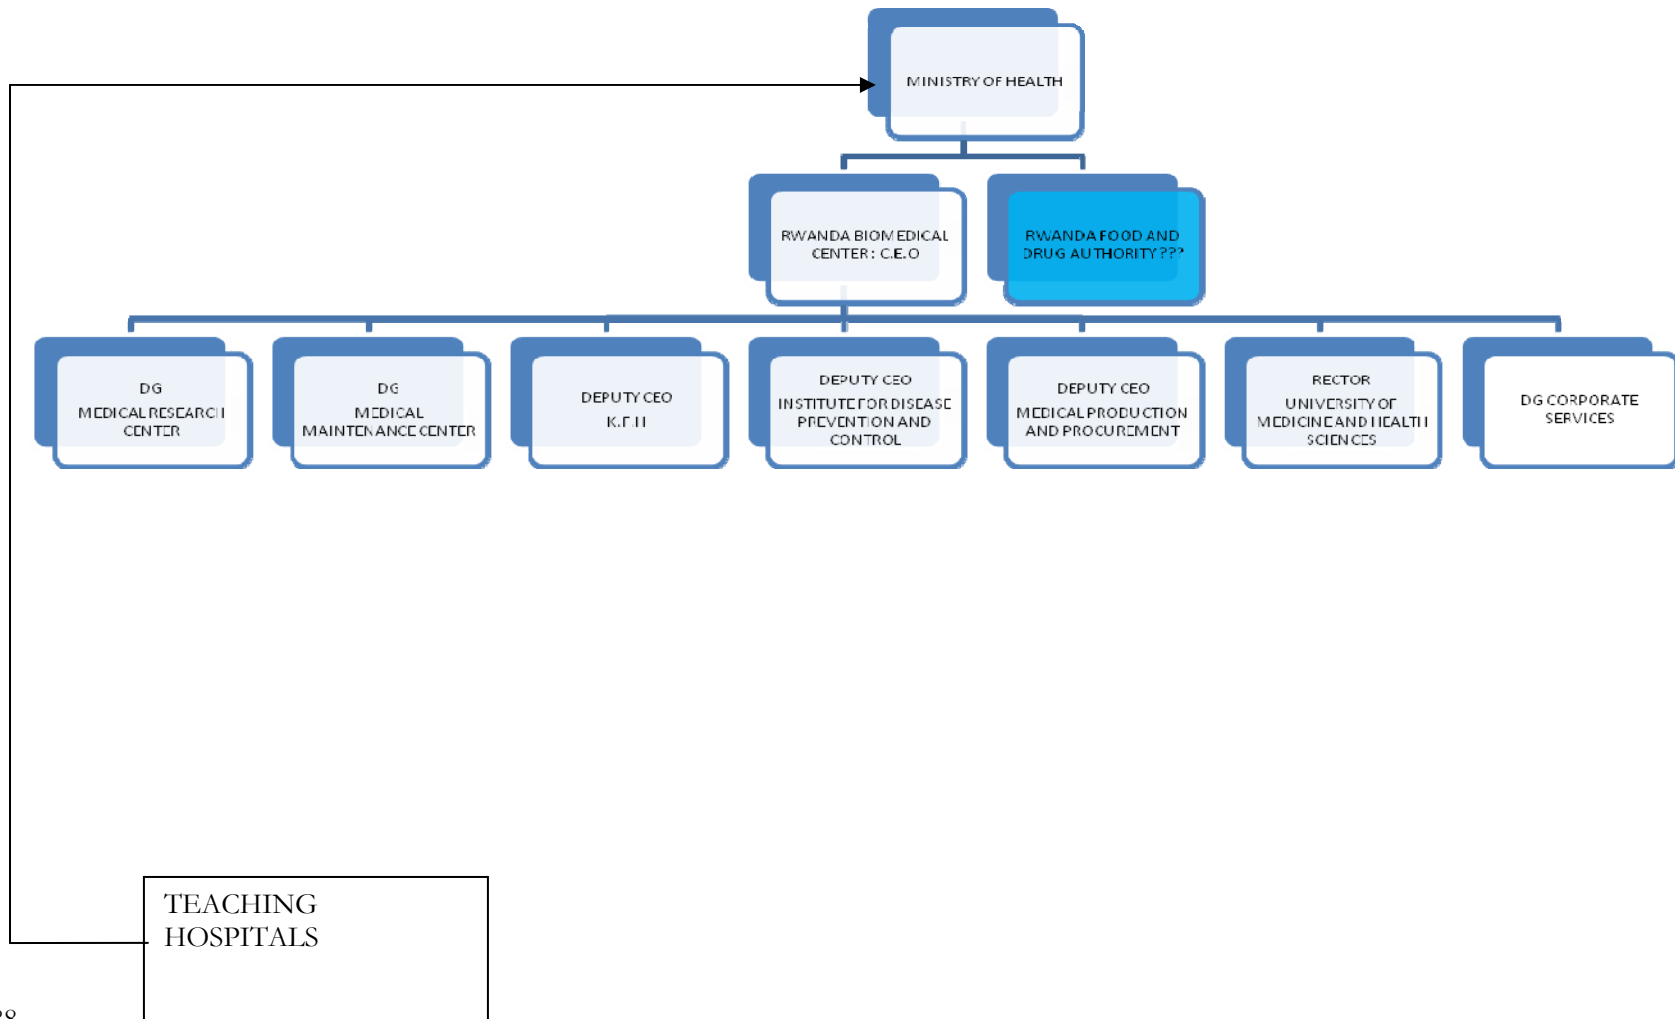 MINISTRY OF HEALTH
RWANDA BIOMEDICAL
CENTER : C.E.O
RWANDA FOOD AND
DRUG AUTHORITY ???
DG
MEDICAL RESEARCH
CENTER
DG
MEDICAL
MAINTENANCE CENTER
DEPUTY CEO
DEPUTY CEO
INSTITUTE FOR DISEASE
PREVENTION AND
CONTROL
DEPUTY CEO
MEDICAL PRODUCTION
AND PROCUREMENT
RECTOR
UNIVERSITY OF
MEDICINE AND HEALTH
SCIENCES
DG CORPORATE
SERVICES
TEACHING
HOSPITALS